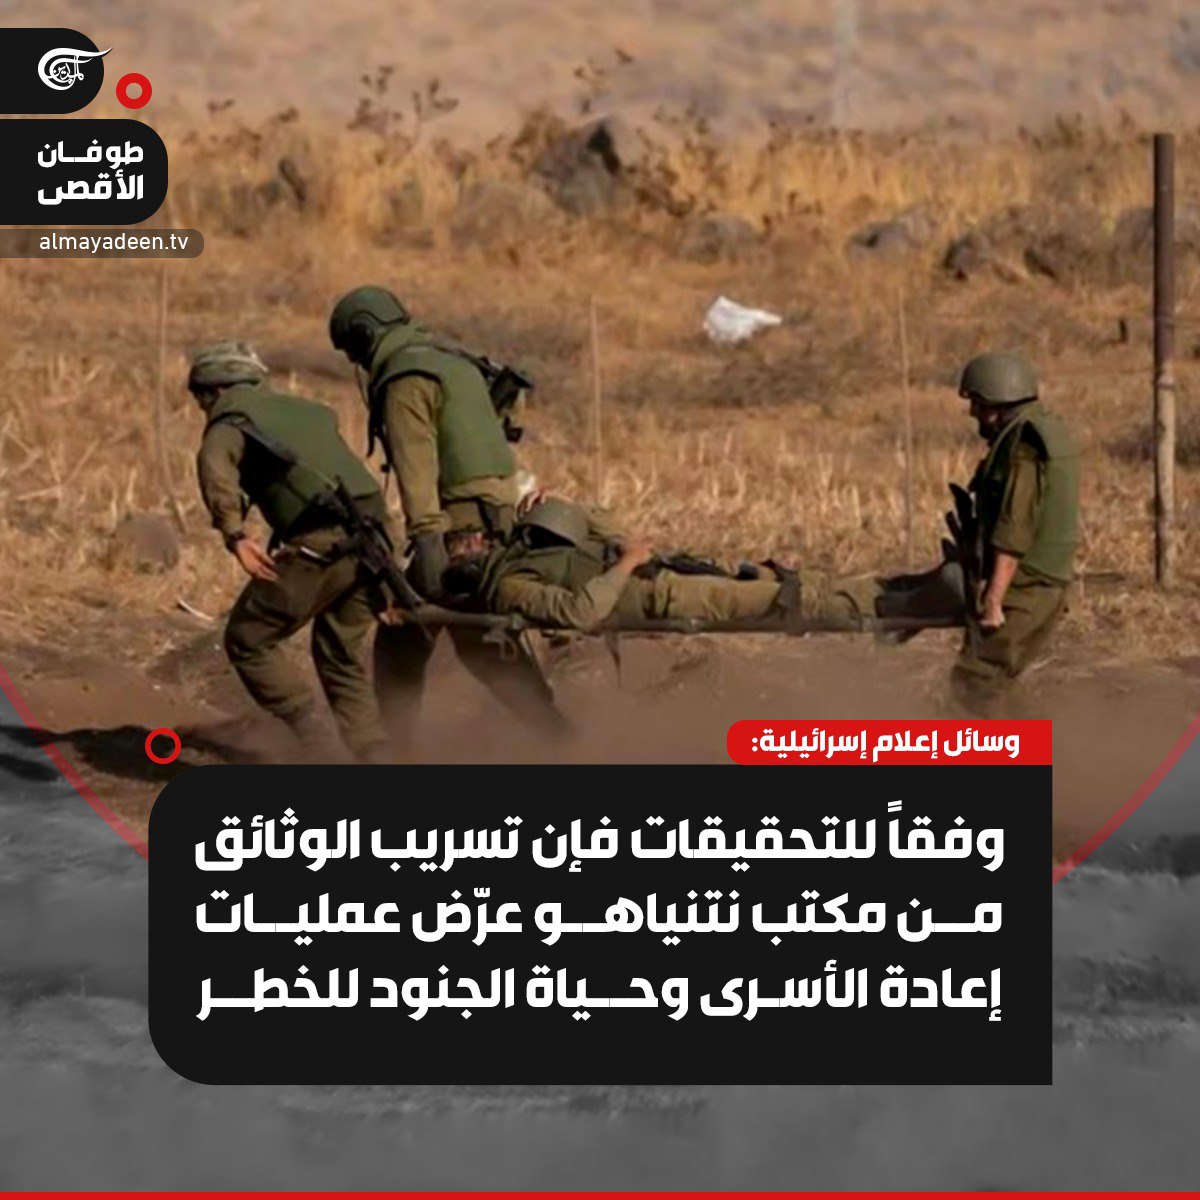 الميادين
طوفان
الأقصى
almayadeen.tv
وسائل إعلام إسرائيلية:
وفقاً للتحقيقات فإن تسريب الوثائق
من مكتب نتنياهو عرّض عمليات
إعادة الأسرى وحياة الجنود للخطر